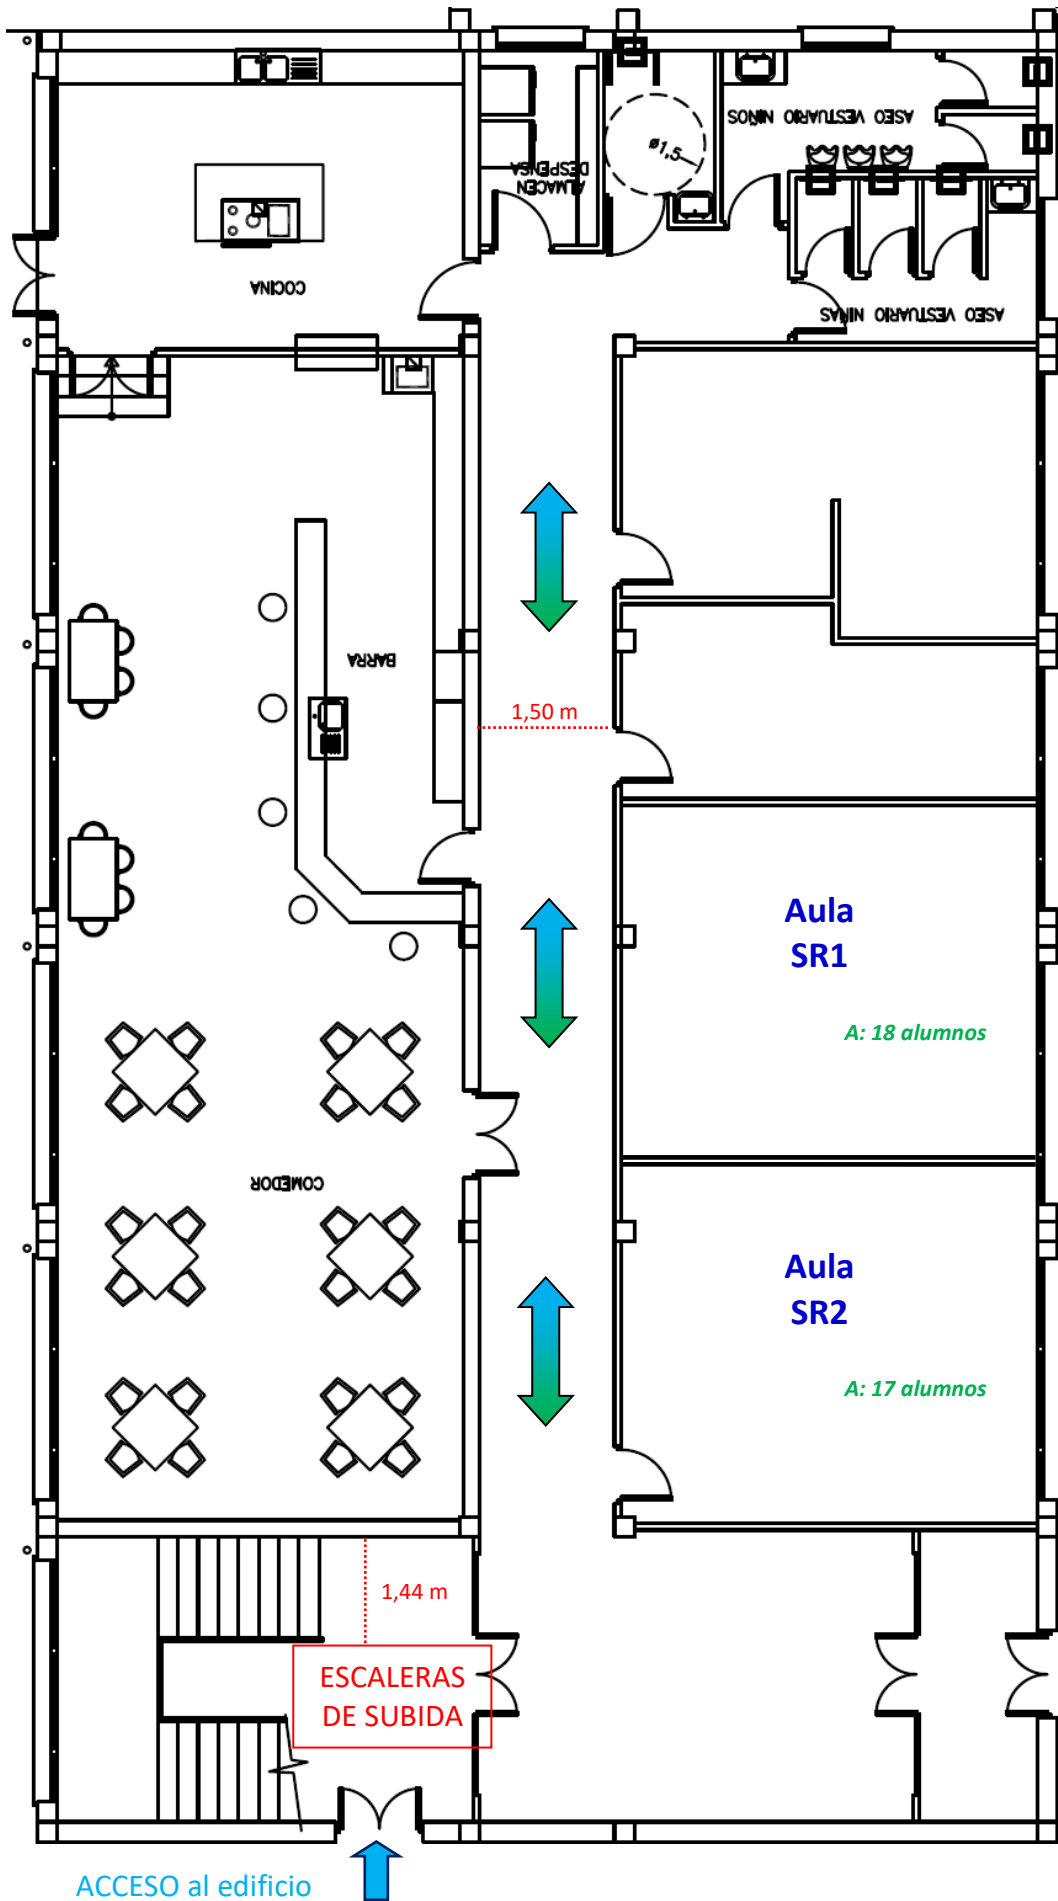 ASEO VESTUARIO NIÑOS
ø1,5
ALMACEN
DESPENSA
COCINA
ASEO VESTUARIO NIÑAS
BARRA
1,50 m
Aula
SR1
A: 18 alumnos
COMEDOR
Aula
SR2
A: 17 alumnos
1,44 m
ESCALERAS
DE SUBIDA
ACCESO al edificio